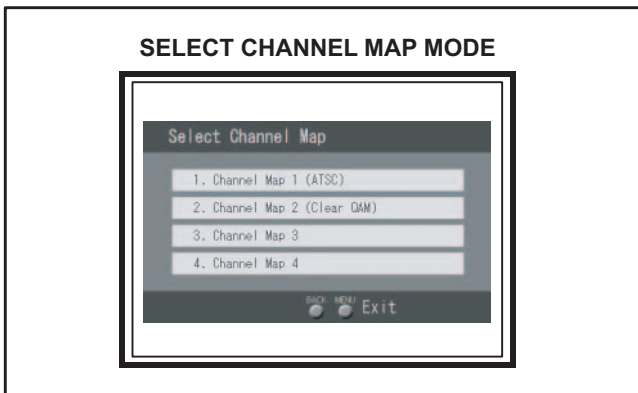 SELECT CHANNEL MAP MODE
Select Channel Map
1. Channel Map 1 (ATSC)
2. Channel Map 2 (Clear QAM)
3. Channel Map 3
4. Channel Map 4
BACK MENU Exit